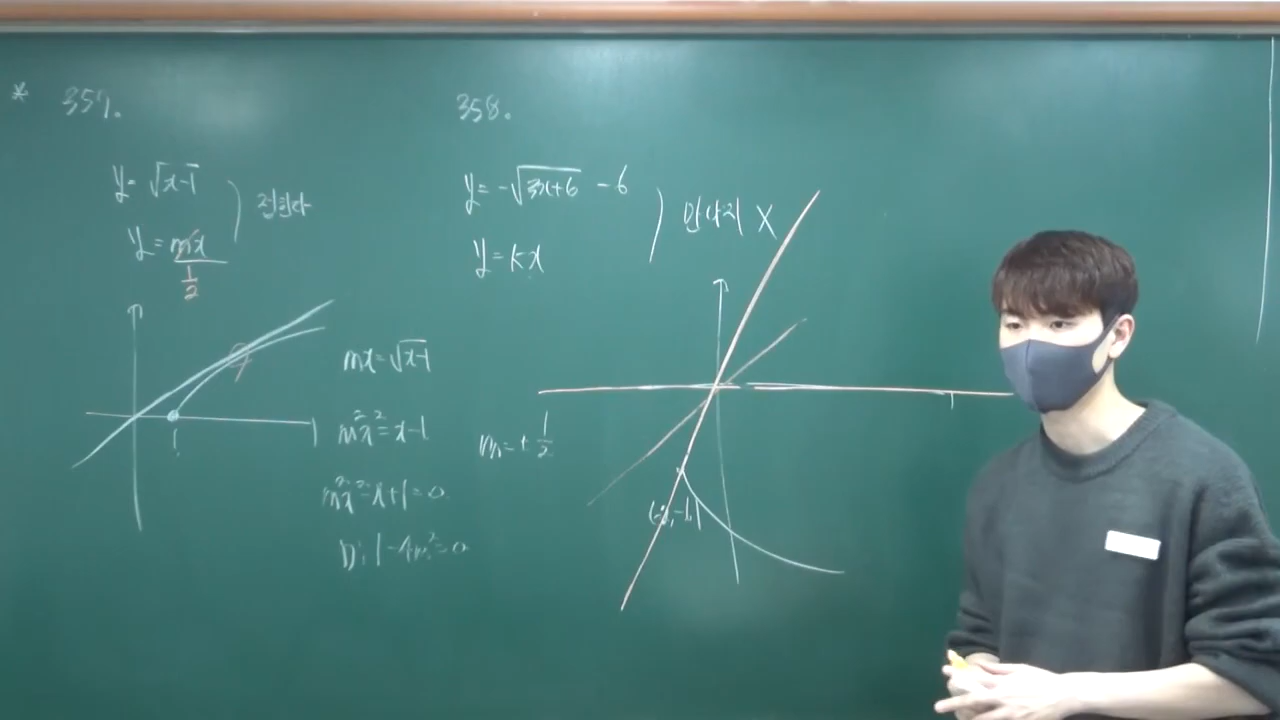 * 357.
y=√x-1
y=mx
1/2
접한다
1
mx=√x-1
m²x²=x-1
m²x²-x+1=0
D: 1-4m²=0
m=±1/2
358.
y=-√3x+6 -6
y=kx
만나지 X